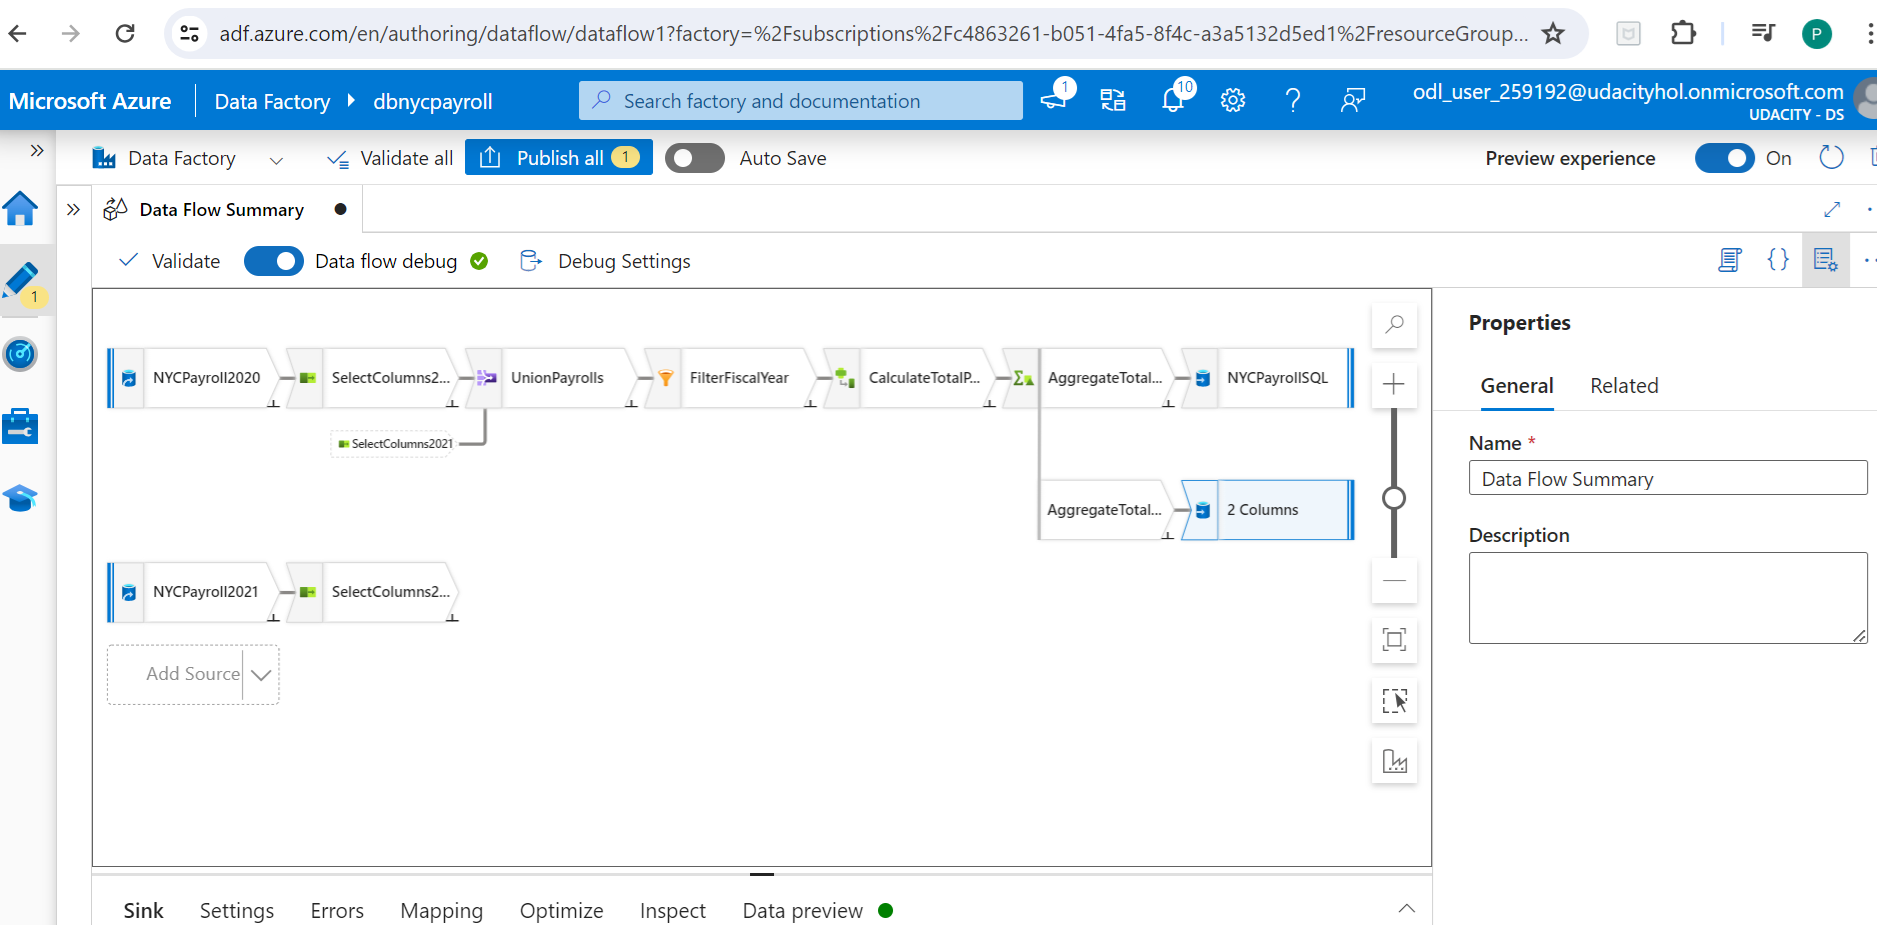 adf.azure.com/en/authoring/dataflow/dataflow1?factory=%2Fsubscriptions%2Fc4863261-b051-4fa5-8f4c-a3a5132d5ed1%2FresourceGroup...
P
Microsoft Azure
Data Factory
dbnycpayroll
Search factory and documentation
1
10
odl_user_259192@udacityhol.onmicrosoft.com
UDACITY - DS
Data Factory
Validate all
Publish all
1
Auto Save
Preview experience
On
Data Flow Summary
Validate
Data flow debug
Debug Settings
1
NYCPayroll2020
SelectColumns2...
UnionPayrolls
FilterFiscalYear
CalculateTotalP...
AggregateTotal...
NYCPayrollSQL
SelectColumns2021
AggregateTotal...
2 Columns
NYCPayroll2021
SelectColumns2...
Add Source
Properties
General
Related
Name *
Data Flow Summary
Description
Sink
Settings
Errors
Mapping
Optimize
Inspect
Data preview